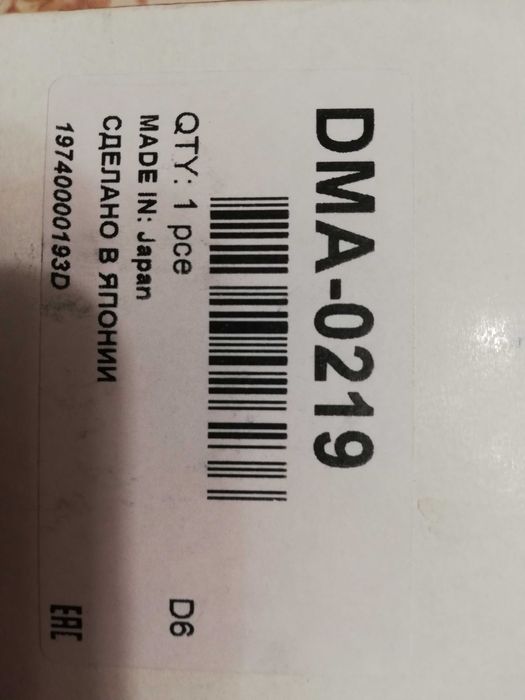 DMA-0219
QTY: 1 pce D6
MADE IN: Japan
СДЕЛАНО В ЯПОНИИ
19740000193D EAC